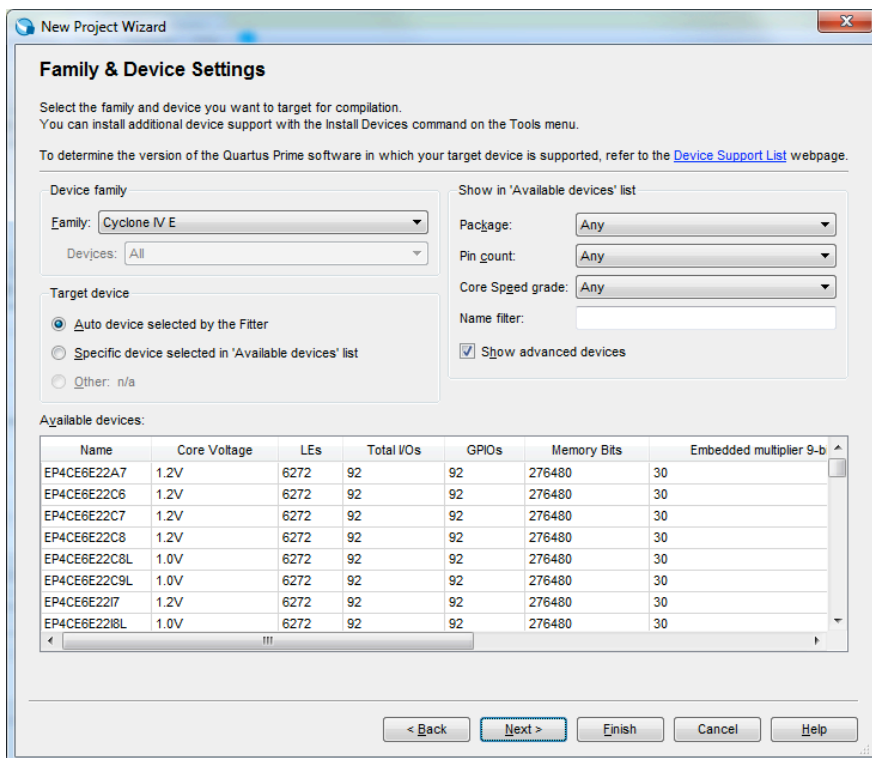 New Project Wizard
Family & Device Settings
Select the family and device you want to target for compilation.
You can install additional device support with the Install Devices command on the Tools menu.
To determine the version of the Quartus Prime software in which your target device is supported, refer to the Device Support List webpage.
Device family
Family: Cyclone IV E
Devices: All
Target device
Auto device selected by the Fitter
Specific device selected in 'Available devices' list
Other: n/a
Show in 'Available devices' list
Package: Any
Pin count: Any
Core Speed grade: Any
Name filter:
Show advanced devices
Available devices:
Name Core Voltage LEs Total I/Os GPIOs Memory Bits Embedded multiplier 9-bi
EP4CE6E22A7 1.2V 6272 92 92 276480 30
EP4CE6E22C6 1.2V 6272 92 92 276480 30
EP4CE6E22C7 1.2V 6272 92 92 276480 30
EP4CE6E22C8 1.2V 6272 92 92 276480 30
EP4CE6E22C8L 1.0V 6272 92 92 276480 30
EP4CE6E22C9L 1.0V 6272 92 92 276480 30
EP4CE6E22I7 1.2V 6272 92 92 276480 30
EP4CE6E22I8L 1.0V 6272 92 92 276480 30
< Back Next > Finish Cancel Help